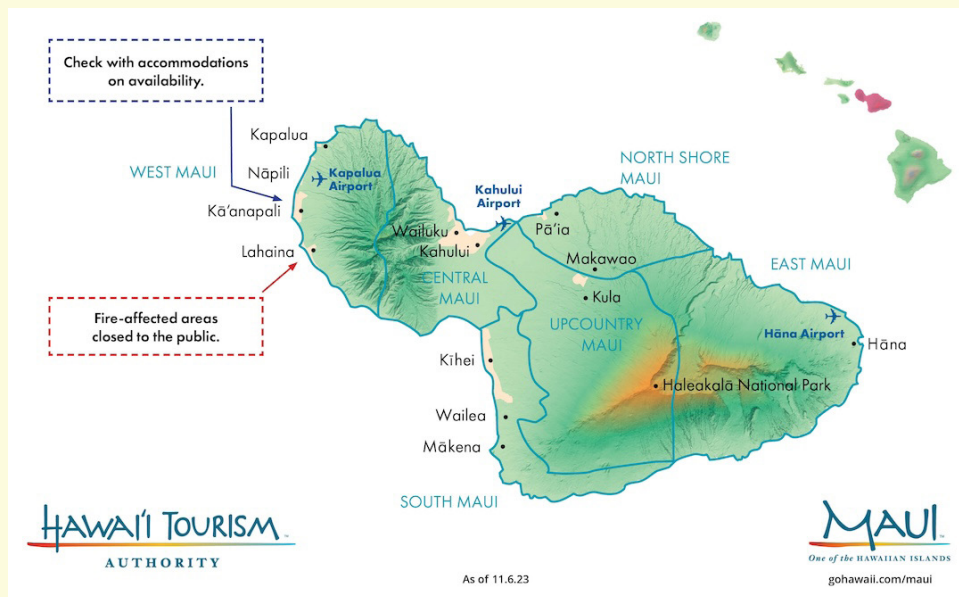 Check with accommodations
on availability.
Kapalua
WEST MAUI
Nāpili
Kapalua
Airport
Kā'anapali
Lahaina
Fire-affected areas
closed to the public.
Kahului
Airport
Wailuku
Kahului
CENTRAL
MAUI
NORTH SHORE
MAUI
Pā'ia
Makawao
Kula
UPCOUNTRY
MAUI
EAST MAUI
Hāna Airport
Hāna
Haleakalā National Park
Kīhei
Wailea
Mākena
SOUTH MAUI
HAWAI'I TOURISM™
AUTHORITY
As of 11.6.23
MAUI™
One of the HAWAIIAN ISLANDS
gohawaii.com/maui